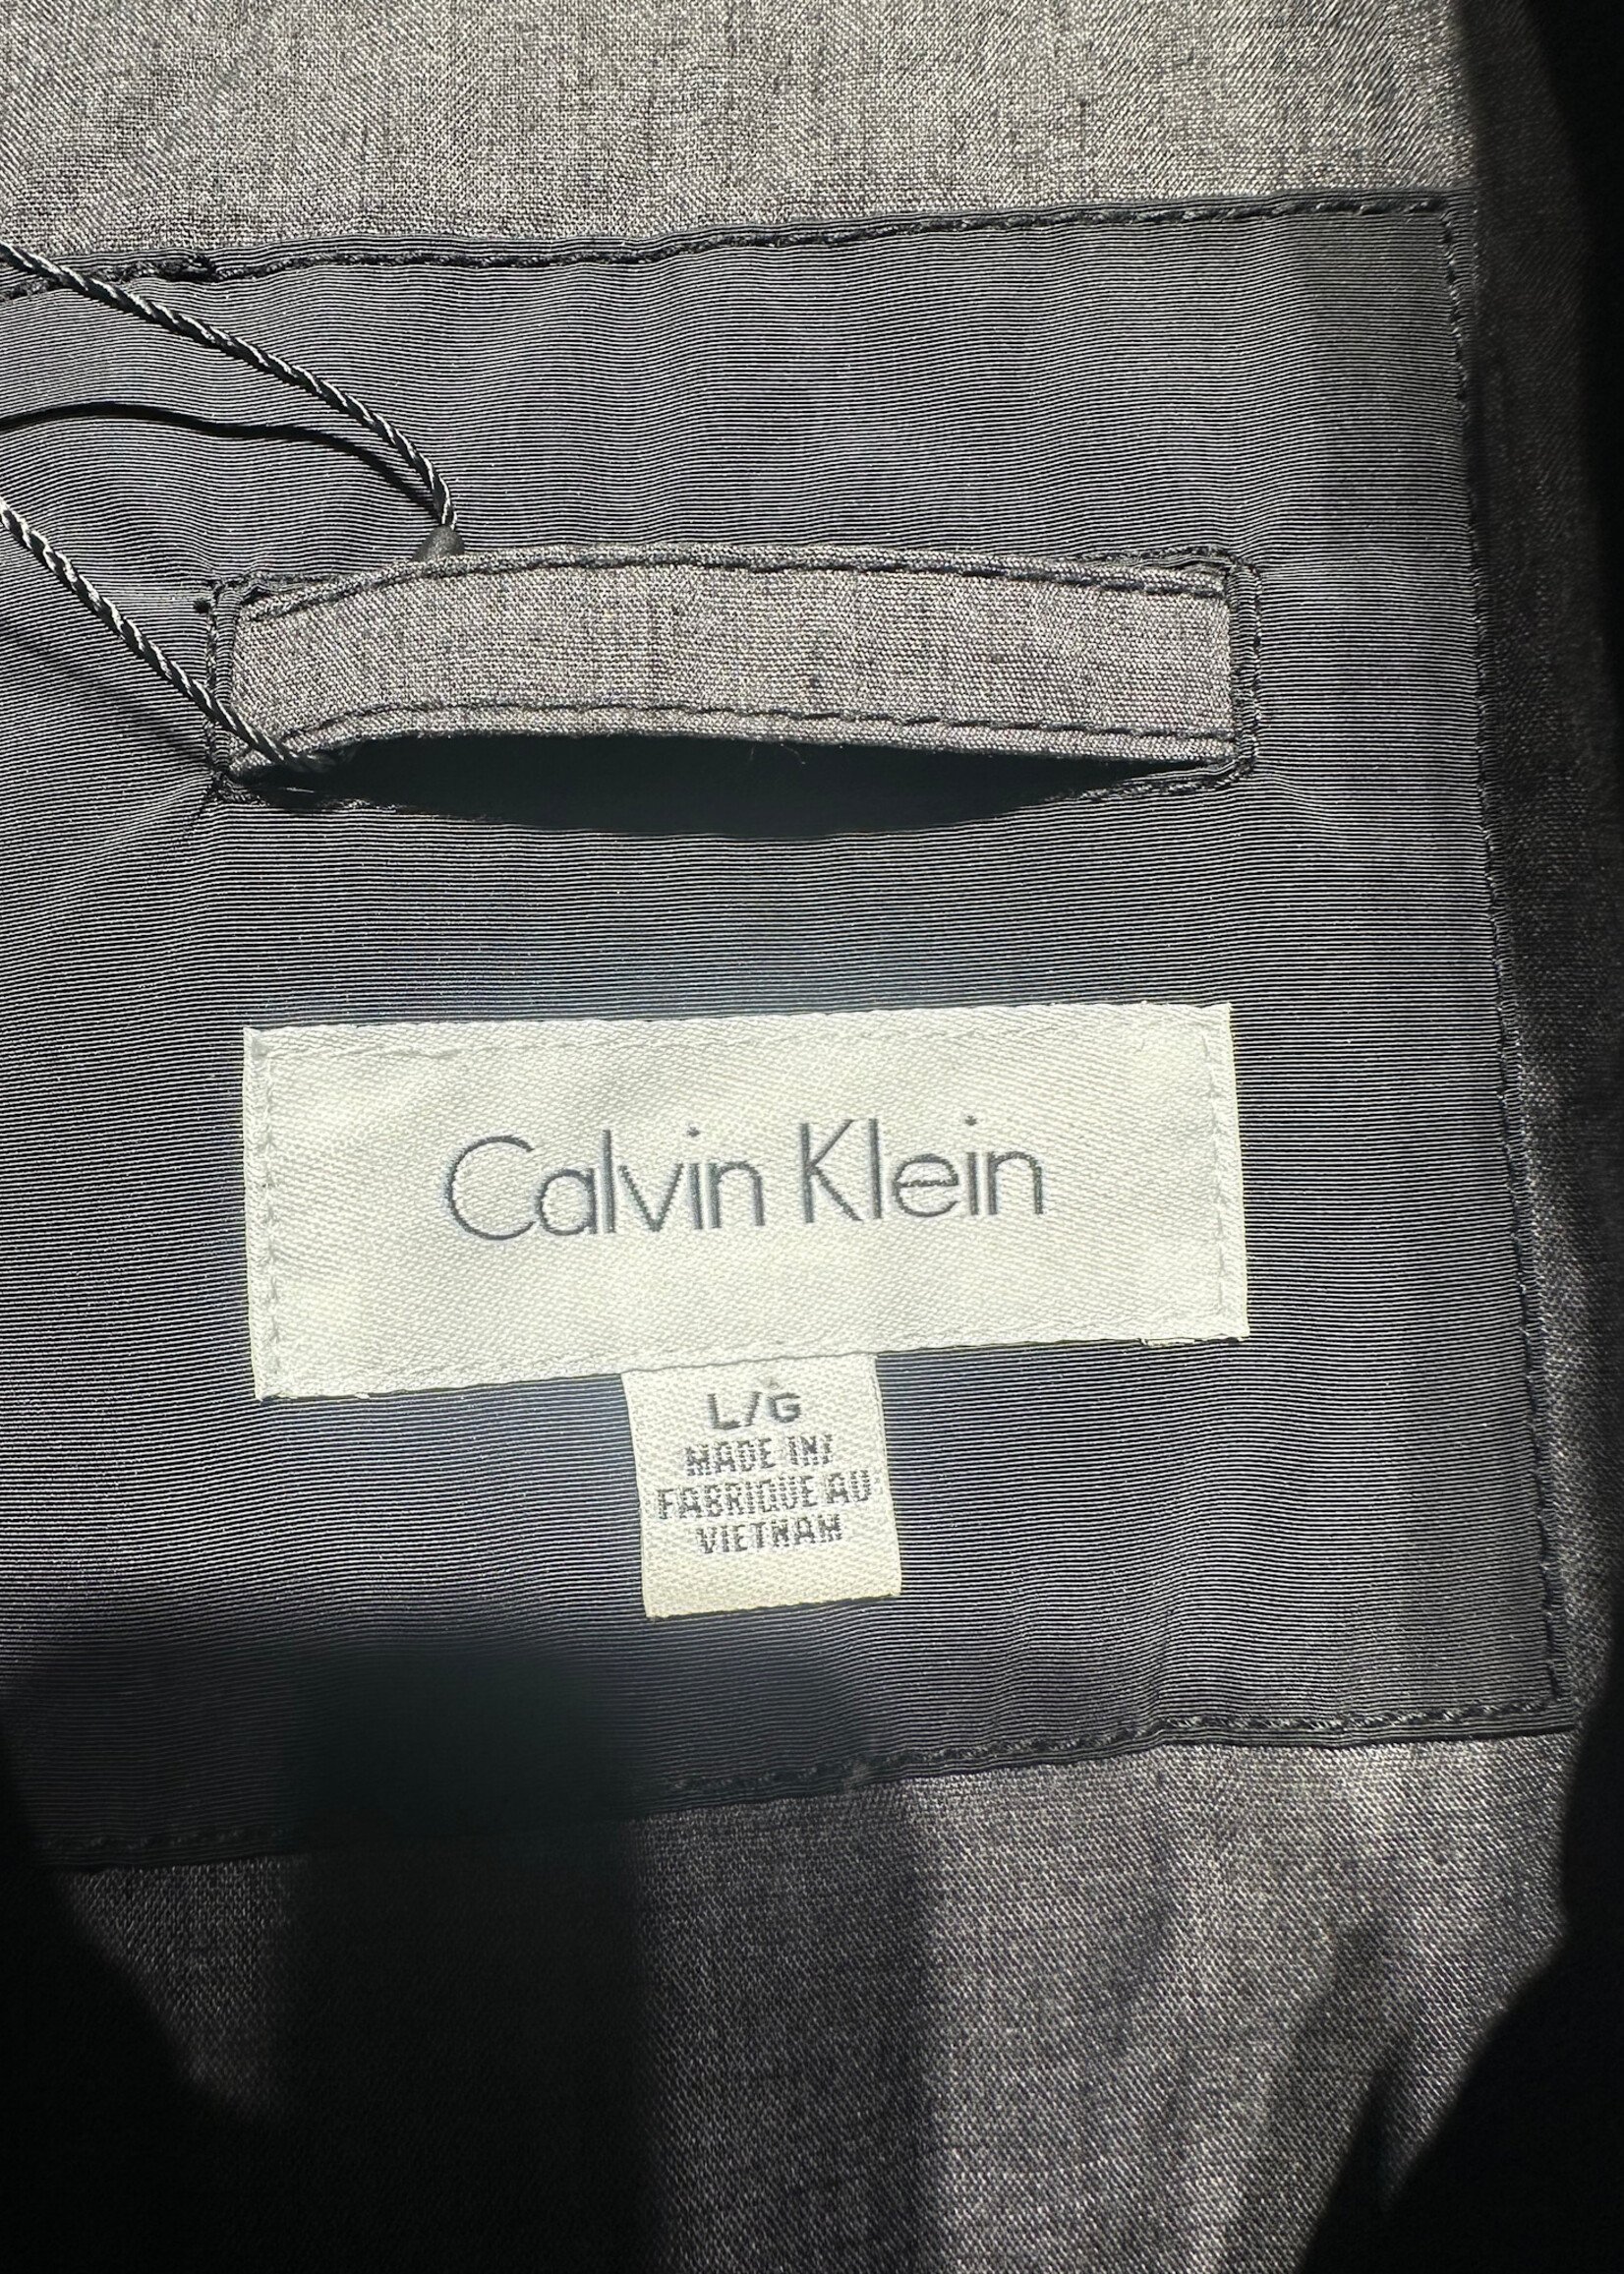 Calvin Klein
L/G
MADE IN/
FABRIQUE AU
VIETNAM